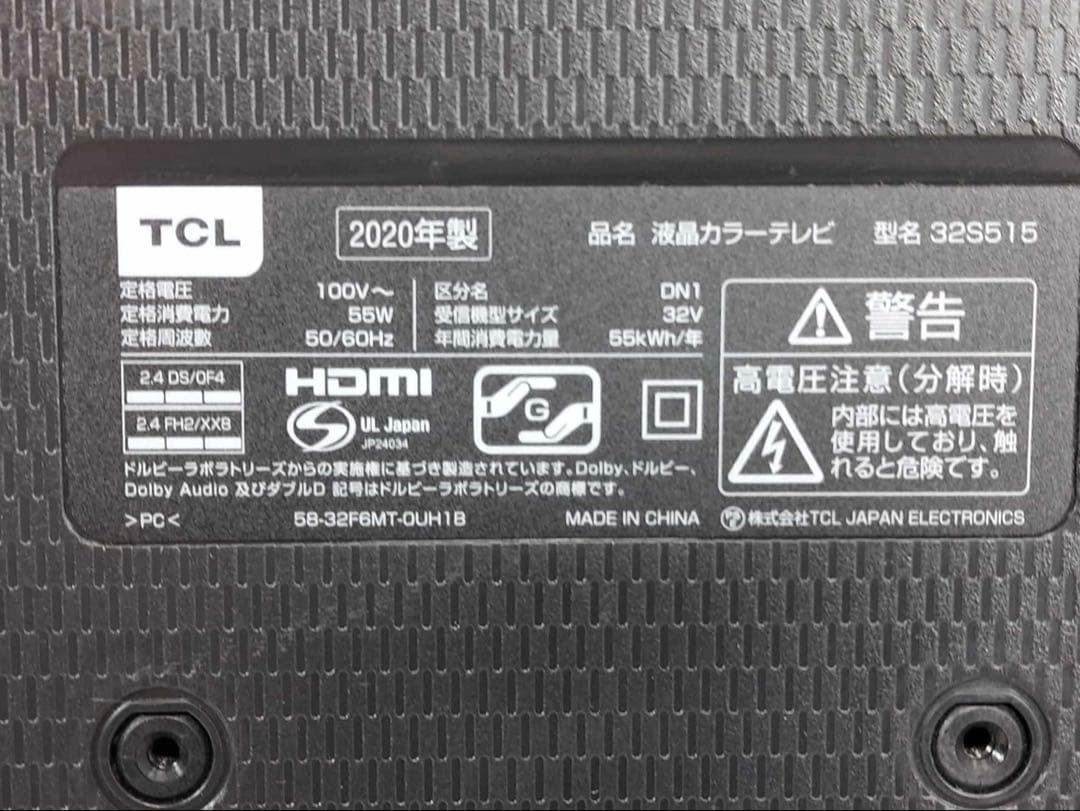 TCL
2020年製
品名 液晶カラーテレビ 型名 32S515
定格電圧 100V～
定格消費電力 55W
定格周波数 50/60Hz
区分名 DN1
受信機型サイズ 32V
年間消費電力量 55kWh/年
警告
高電圧注意(分解時)
内部には高電圧を
使用しており、触
れると危険です。
2.4 DS/OF4
2.4 FH2/XX8
HDMI
S
UL Japan
JP24034
G
ドルビーラボラトリーズからの実施権に基づき製造されています。Dolby、ドルビー、
Dolby Audio 及びダブルD 記号はドルビーラボラトリーズの商標です。
>PC< 58-32F6MT-0UH1B MADE IN CHINA 株式会社TCL JAPAN ELECTRONICS